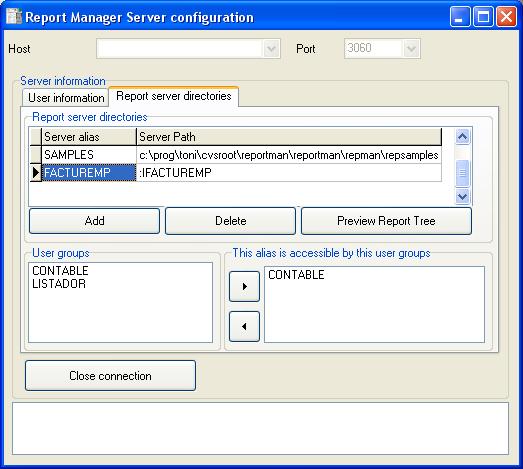 Report Manager Server configuration
Host Port 3060
Server information
User information Report server directories
Report server directories
Server alias Server Path
SAMPLES c:\prog\toni\cvsroot\reportman\reportman\repman\repsamples
FACTUREMP :IFACTUREMP
Add Delete Preview Report Tree
User groups This alias is accessible by this user groups
CONTABLE CONTABLE
LISTADOR
Close connection